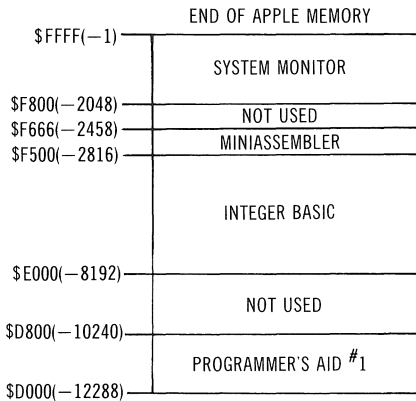 END OF APPLE MEMORY
$FFFF(−1)
SYSTEM MONITOR
$F800(−2048)
NOT USED
$F666(−2458)
MINIASSEMBLER
$F500(−2816)
INTEGER BASIC
$E000(−8192)
NOT USED
$D800(−10240)
PROGRAMMER'S AID #1
$D000(−12288)